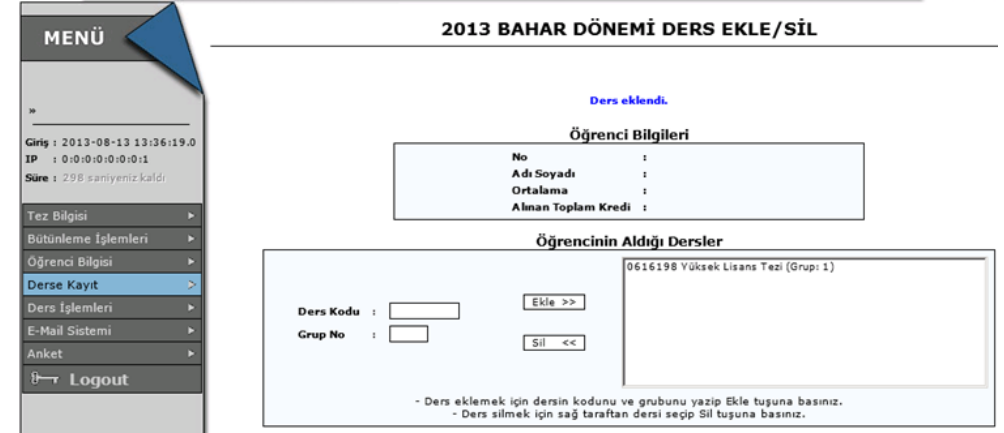 MENÜ
»
Giriş : 2013-08-13 13:36:19.0
IP : 0:0:0:0:0:0:0:1
Süre : 298 saniyeniz kaldı
Tez Bilgisi
Bütünleme İşlemleri
Öğrenci Bilgisi
Derse Kayıt
Ders İşlemleri
E-Mail Sistemi
Anket
Logout
2013 BAHAR DÖNEMİ DERS EKLE/SİL
Ders eklendi.
Öğrenci Bilgileri
No :
Adı Soyadı :
Ortalama :
Alınan Toplam Kredi :
Öğrencinin Aldığı Dersler
Ders Kodu :
Grup No :
Ekle >>
Sil <<
0616198 Yüksek Lisans Tezi (Grup: 1)
- Ders eklemek için dersin kodunu ve grubunu yazip Ekle tuşuna basınız.
- Ders silmek için sağ taraftan dersi seçip Sil tuşuna basınız.